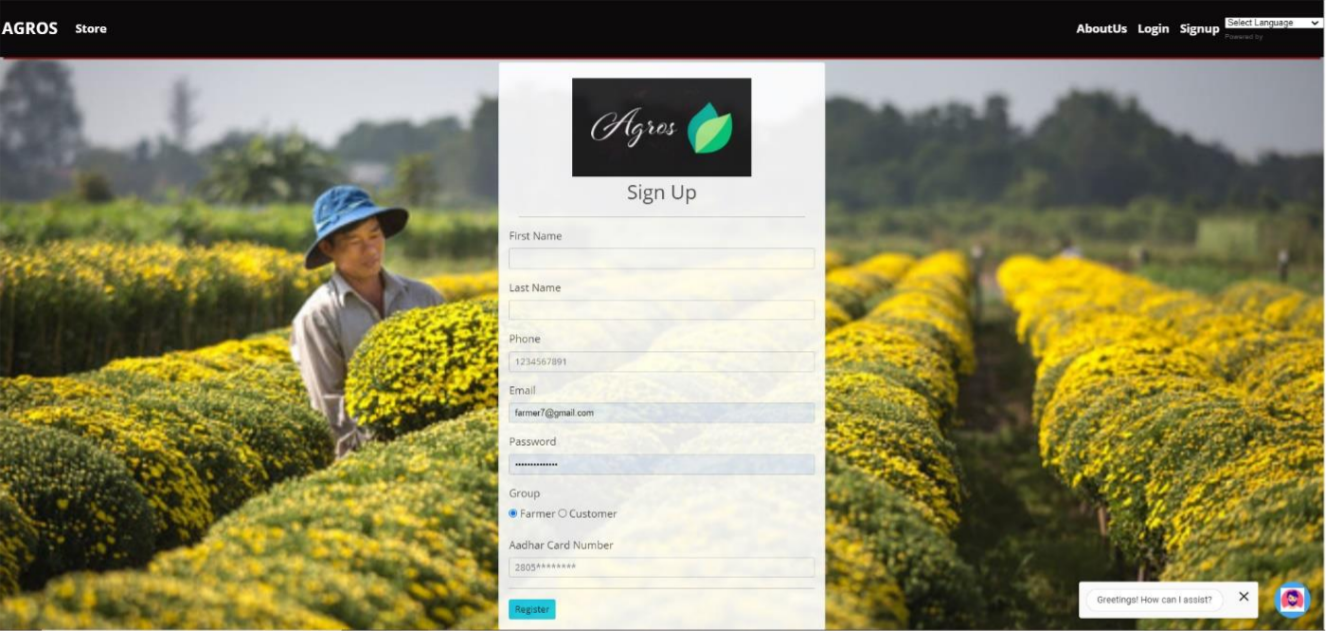 AGROS Store AboutUs Login Signup Select Language
Powered by
Agros
Sign Up
First Name
Last Name
Phone
1234567891
Email
farmer7@gmail.com
Password
••••••••••••••
Group
Farmer Customer
Aadhar Card Number
2805********
Register
Greetings! How can I assist?